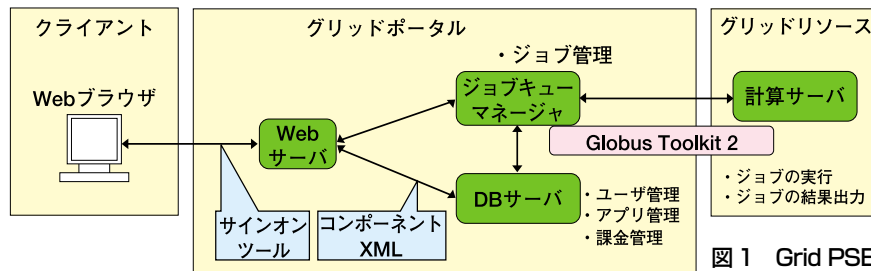 クライアント
Webブラウザ
グリッドポータル
・ジョブ管理
ジョブキュー
マネージャ
Web
サーバ
DBサーバ
・ユーザ管理
・アプリ管理
・課金管理
サインオン
ツール
コンポーネント
XML
Globus Toolkit 2
グリッドリソース
計算サーバ
・ジョブの実行
・ジョブの結果出力
図1 Grid PSE